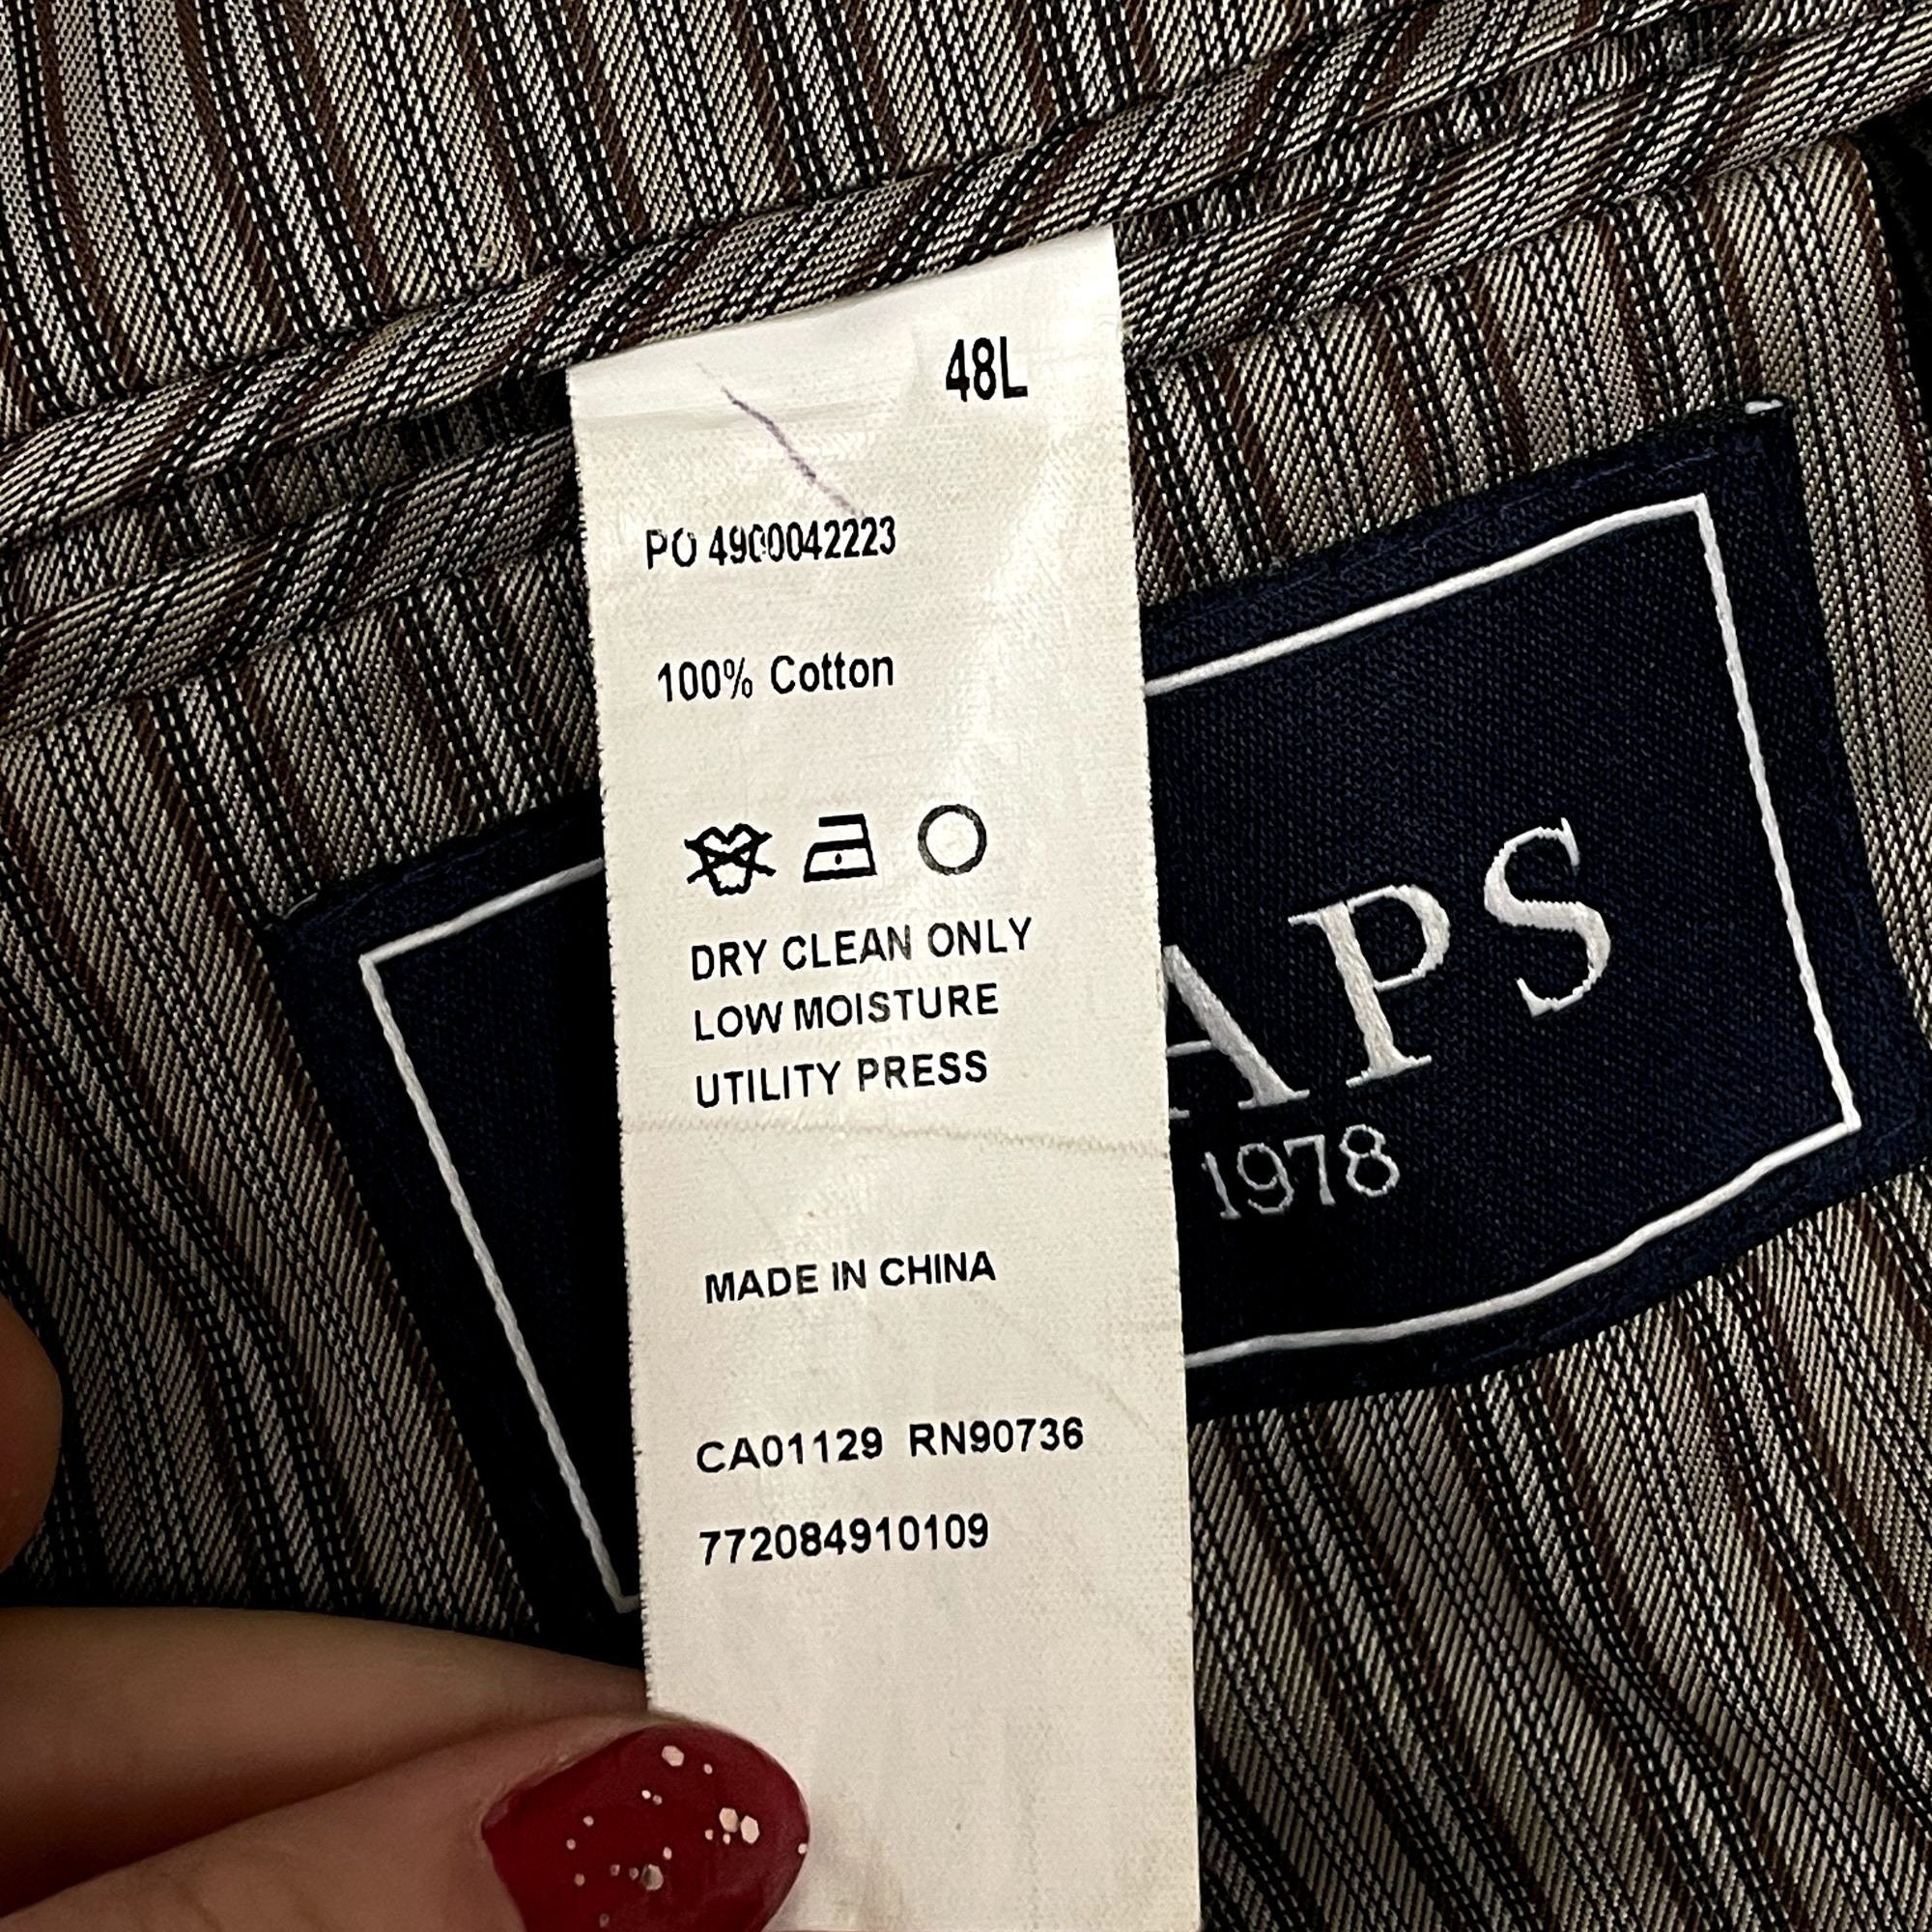 48L
PO 4900042223
100% Cotton
DRY CLEAN ONLY
LOW MOISTURE
UTILITY PRESS
MADE IN CHINA
CA01129 RN90736
772084910109
APS
1978